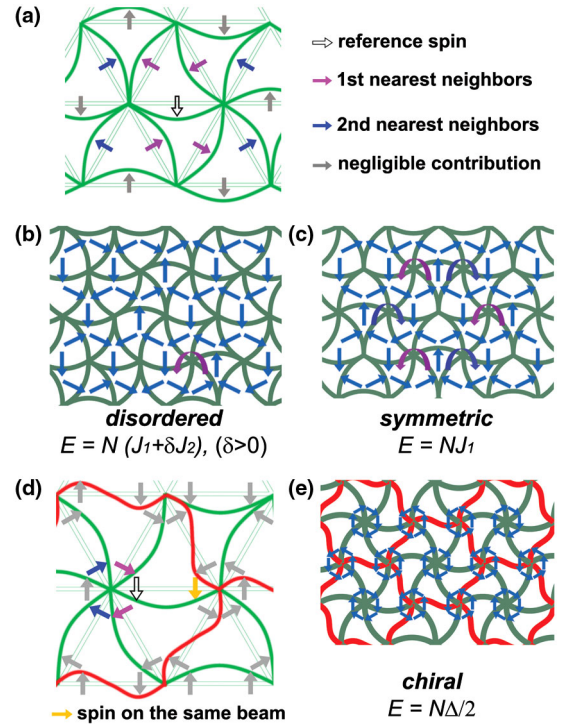 (a)
reference spin
1st nearest neighbors
2nd nearest neighbors
negligible contribution
(b)
(c)
disordered
E = N (J₁+δJ₂), (δ>0)
symmetric
E = NJ₁
(d)
(e)
spin on the same beam
chiral
E = NΔ/2